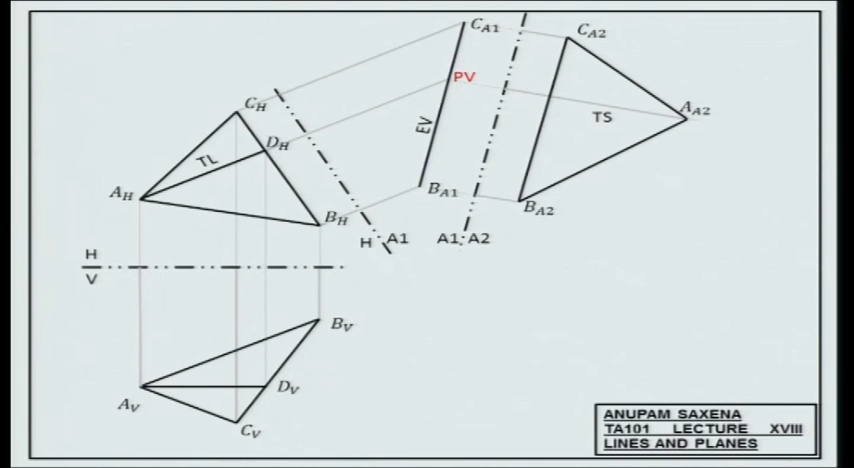 C_A1
C_A2
PV
A_A2
TS
C_H
D_H
TL
EV
A_H
B_A1
B_A2
B_H
H A1
A1 A2
H
V
B_V
D_V
A_V
C_V
ANUPAM SAXENA
TA101 LECTURE XVIII
LINES AND PLANES